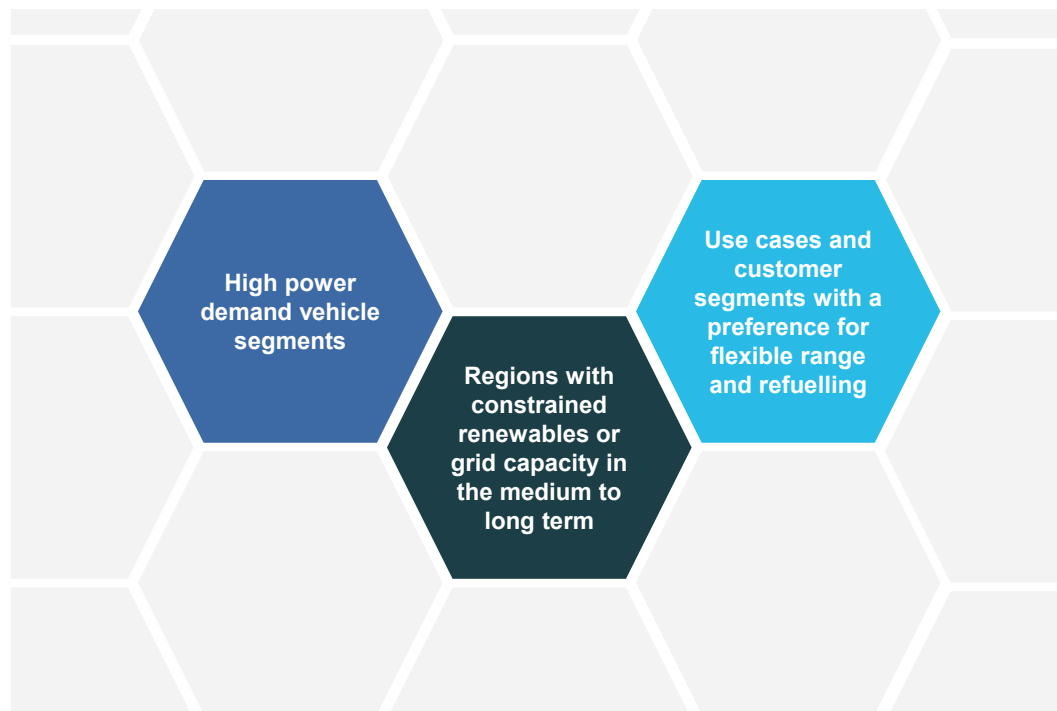 High power
demand vehicle
segments
Regions with
constrained
renewables or
grid capacity in
the medium to
long term
Use cases and
customer
segments with a
preference for
flexible range
and refuelling